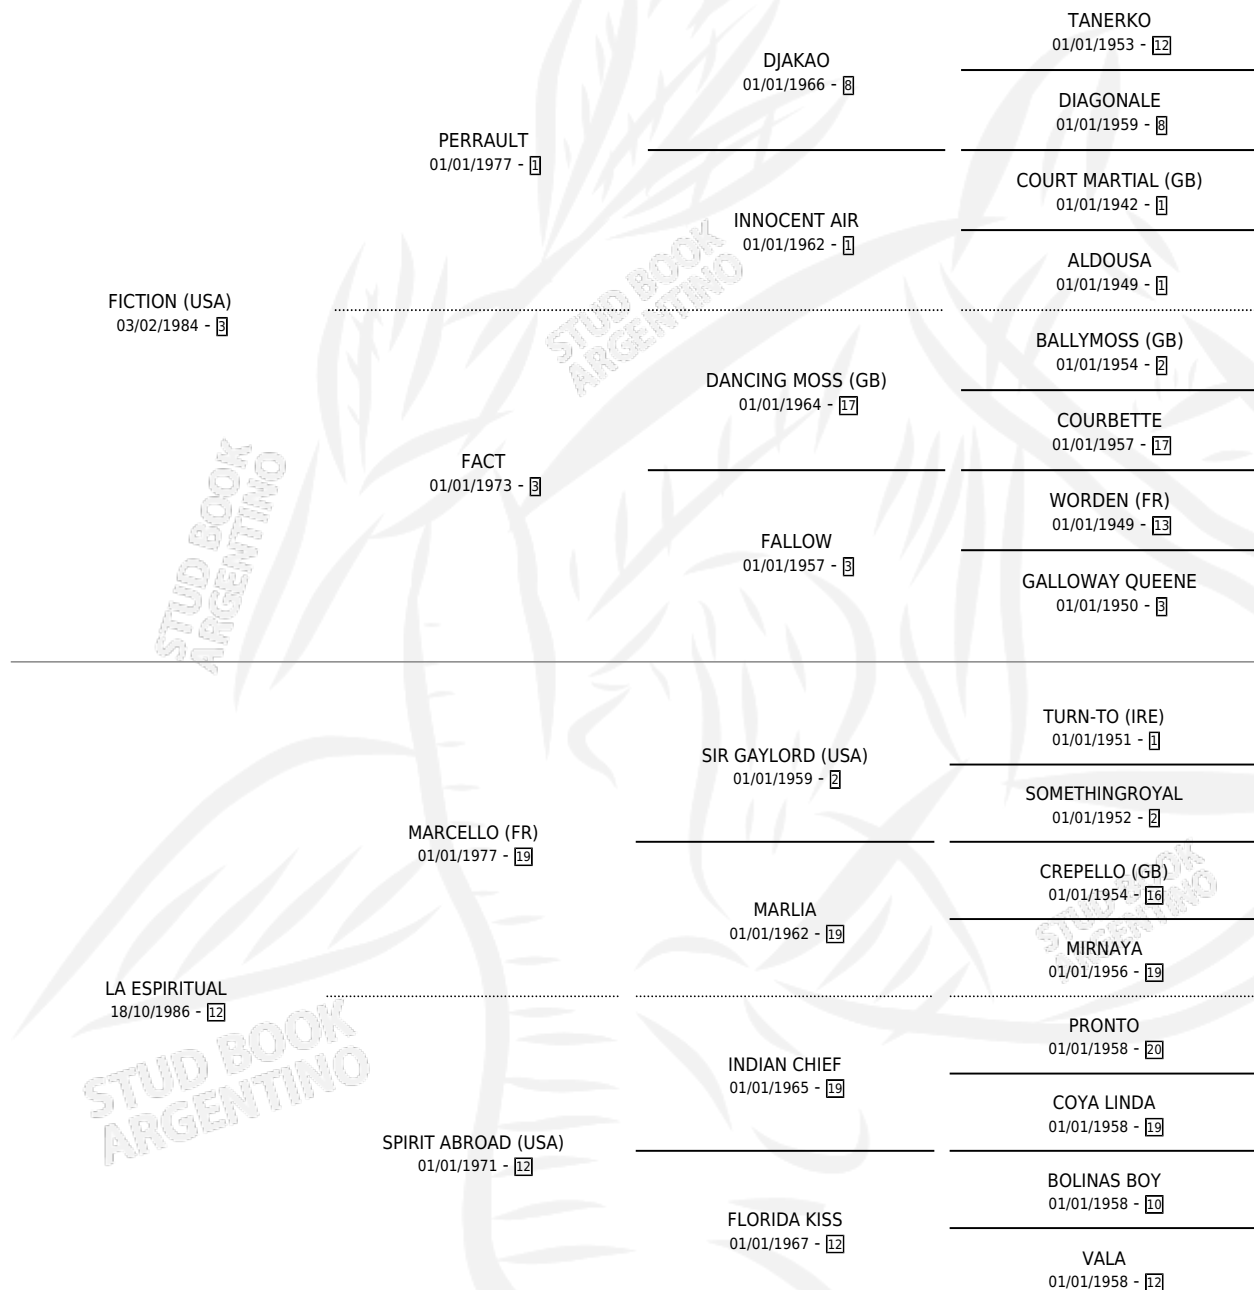 TANERKO
01/01/1953 - 12
DJAKAO
01/01/1966 - 8
DIAGONALE
01/01/1959 - 8
PERRAULT
01/01/1977 - 1
COURT MARTIAL (GB)
01/01/1942 - 1
INNOCENT AIR
01/01/1962 - 1
ALDOUSA
01/01/1949 - 1
FICTION (USA)
03/02/1984 - 3
BALLYMOSS (GB)
01/01/1954 - 2
DANCING MOSS (GB)
01/01/1964 - 17
COURBETTE
01/01/1957 - 17
FACT
01/01/1973 - 3
WORDEN (FR)
01/01/1949 - 13
FALLOW
01/01/1957 - 3
GALLOWAY QUEENE
01/01/1950 - 3
TURN-TO (IRE)
01/01/1951 - 1
SIR GAYLORD (USA)
01/01/1959 - 2
SOMETHINGROYAL
01/01/1952 - 2
MARCELLO (FR)
01/01/1977 - 19
CREPELLO (GB)
01/01/1954 - 16
MARLIA
01/01/1962 - 19
MIRNAYA
01/01/1956 - 19
LA ESPIRITUAL
18/10/1986 - 12
PRONTO
01/01/1958 - 20
INDIAN CHIEF
01/01/1965 - 19
COYA LINDA
01/01/1958 - 19
SPIRIT ABROAD (USA)
01/01/1971 - 12
BOLINAS BOY
01/01/1958 - 10
FLORIDA KISS
01/01/1967 - 12
VALA
01/01/1958 - 12
STUD BOOK
ARGENTINO
STUD BOOK
ARGENTINO
STUD BOOK
ARGENTINO
STUD BOOK
ARGENTINO